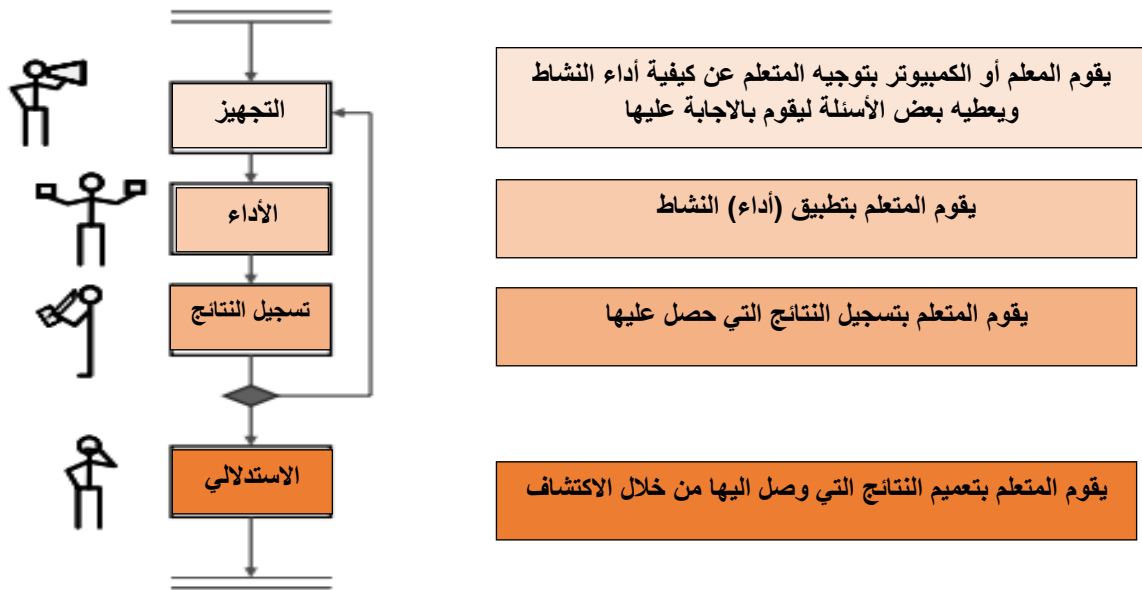 يقوم المعلم أو الكمبيوتر بتوجيه المتعلم عن كيفية أداء النشاط
ويعطيه بعض الأسئلة ليقوم بالاجابة عليها
التجهيز
يقوم المتعلم بتطبيق (أداء) النشاط
الأداء
يقوم المتعلم بتسجيل النتائج التي حصل عليها
تسجيل النتائج
يقوم المتعلم بتعميم النتائج التي وصل اليها من خلال الاكتشاف
الاستدلالي